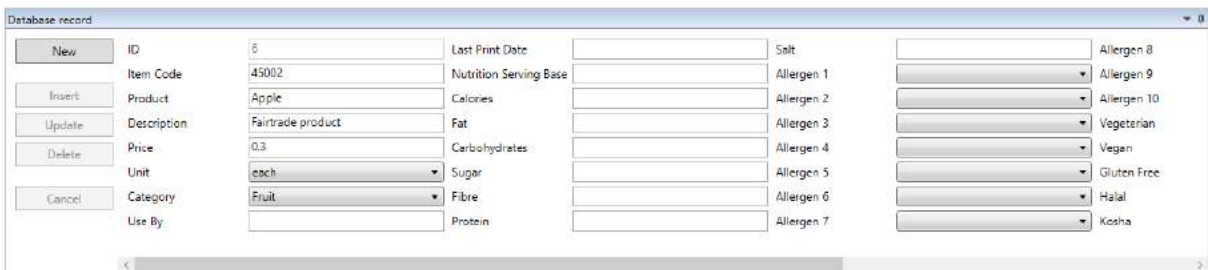 Database record
New ID 6 Last Print Date Salt Allergen 8
Item Code 45002 Nutrition Serving Base Allergen 1 Allergen 9
Insert Product Apple Calories Allergen 2 Allergen 10
Update Description Fairtrade product Fat Allergen 3 Vegeterian
Delete Price 0.3 Carbohydrates Allergen 4 Vegan
Unit each Sugar Allergen 5 Gluten Free
Cancel Category Fruit Fibre Allergen 6 Halal
Use By Protein Allergen 7 Kosha